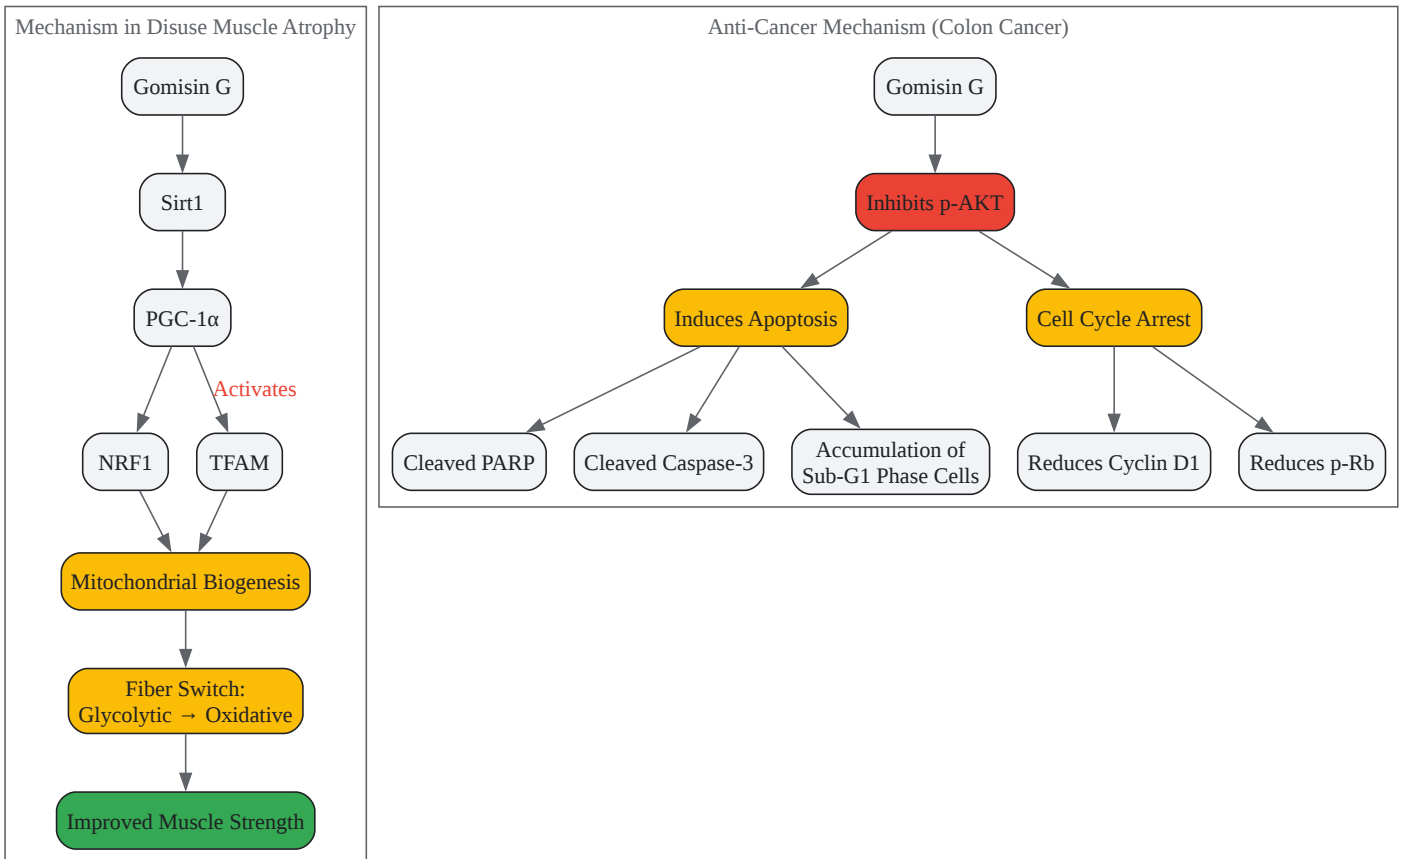 Mechanism in Disuse Muscle Atrophy
Gomisin G
Sirt1
PGC-1α
Activates
NRF1
TFAM
Mitochondrial Biogenesis
Fiber Switch:
Glycolytic → Oxidative
Improved Muscle Strength
Anti-Cancer Mechanism (Colon Cancer)
Gomisin G
Inhibits p-AKT
Induces Apoptosis
Cell Cycle Arrest
Cleaved PARP
Cleaved Caspase-3
Accumulation of
Sub-G1 Phase Cells
Reduces Cyclin D1
Reduces p-Rb